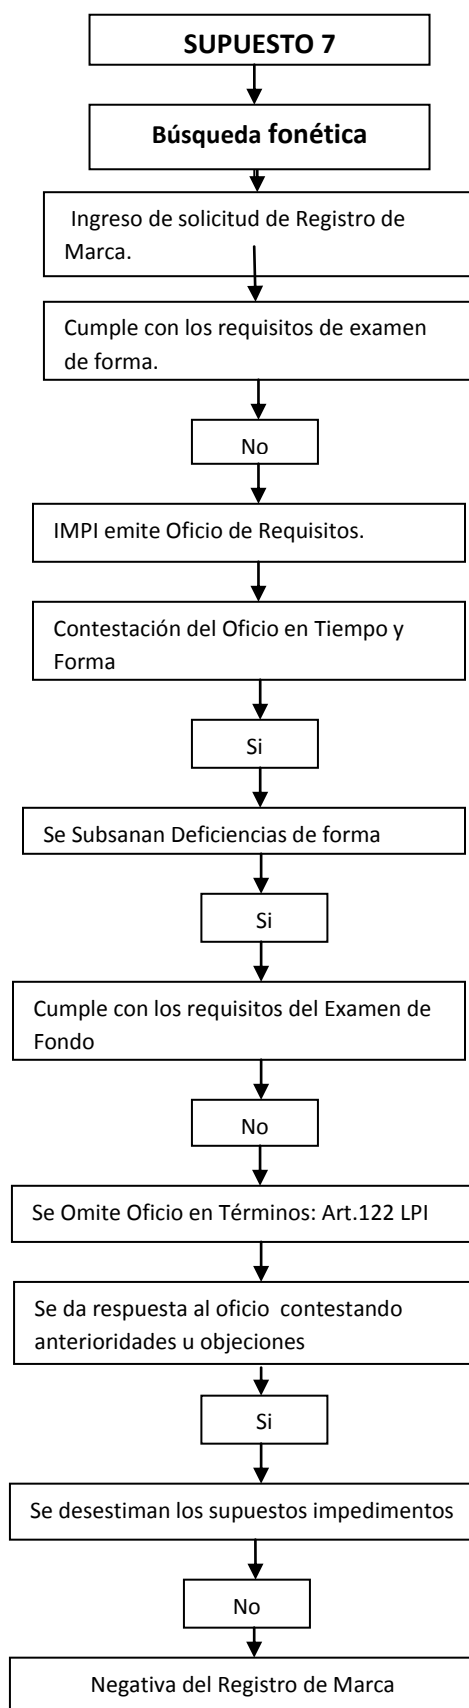 SUPUESTO 7
Búsqueda fonética
Ingreso de solicitud de Registro de
Marca.
Cumple con los requisitos de examen
de forma.
No
IMPI emite Oficio de Requisitos.
Contestación del Oficio en Tiempo y
Forma
Si
Se Subsanan Deficiencias de forma
Si
Cumple con los requisitos del Examen de
Fondo
No
Se Omite Oficio en Términos: Art.122 LPI
Se da respuesta al oficio contestando
anterioridades u objeciones
Si
Se desestiman los supuestos impedimentos
No
Negativa del Registro de Marca